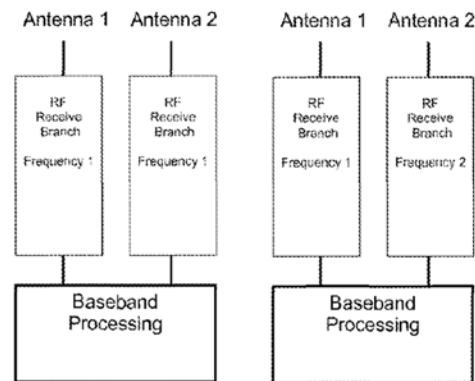 Antenna 1
Antenna 2
RF
Receive
Branch
Frequency 1
RF
Receive
Branch
Frequency 1
Baseband
Processing
Antenna 1
Antenna 2
RF
Receive
Branch
Frequency 1
RF
Receive
Branch
Frequency 2
Baseband
Processing